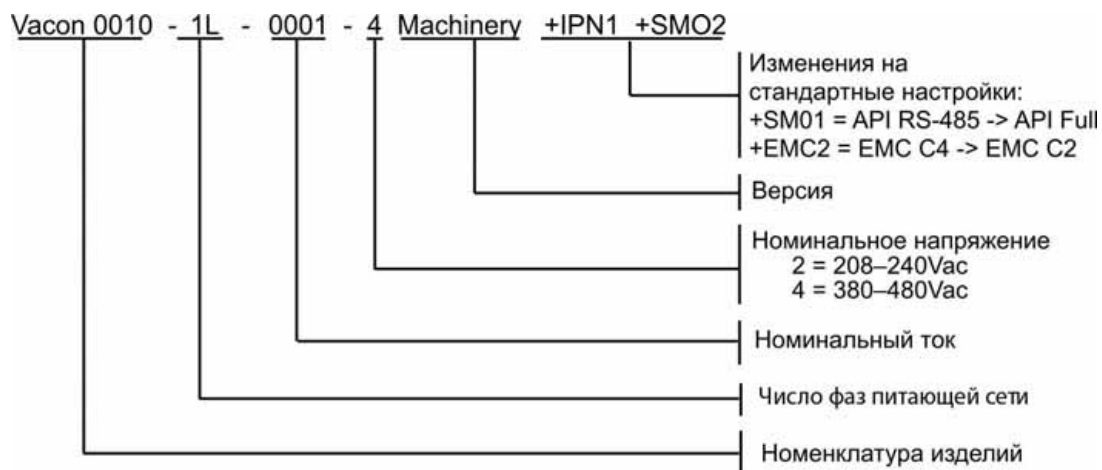 Vacon 0010 - 1L - 0001 - 4 Machinery +IPN1 +SMO2
Изменения на
стандартные настройки:
+SM01 = API RS-485 -> API Full
+EMC2 = EMC C4 -> EMC C2
Версия
Номинальное напряжение
2 = 208–240Vac
4 = 380–480Vac
Номинальный ток
Число фаз питающей сети
Номенклатура изделий